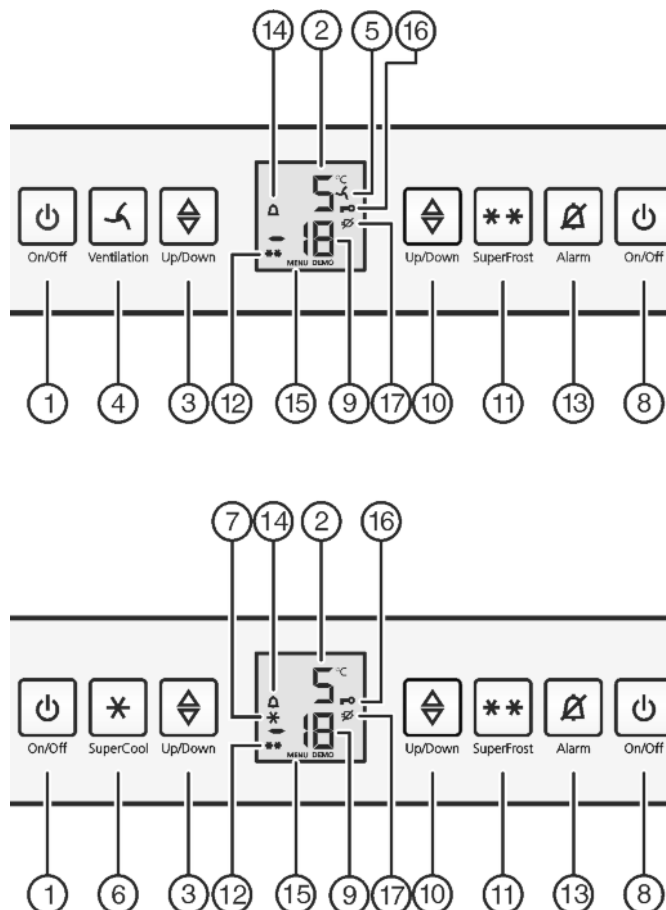 14 2 5 16
5 °C
18
MENU DEMO
On/Off Ventilation Up/Down Up/Down SuperFrost Alarm On/Off
1 4 3 12 15 9 17 10 11 13 8
7 14 2 16
5 °C
18
MENU DEMO
On/Off SuperCool Up/Down Up/Down SuperFrost Alarm On/Off
1 6 3 12 15 9 17 10 11 13 8